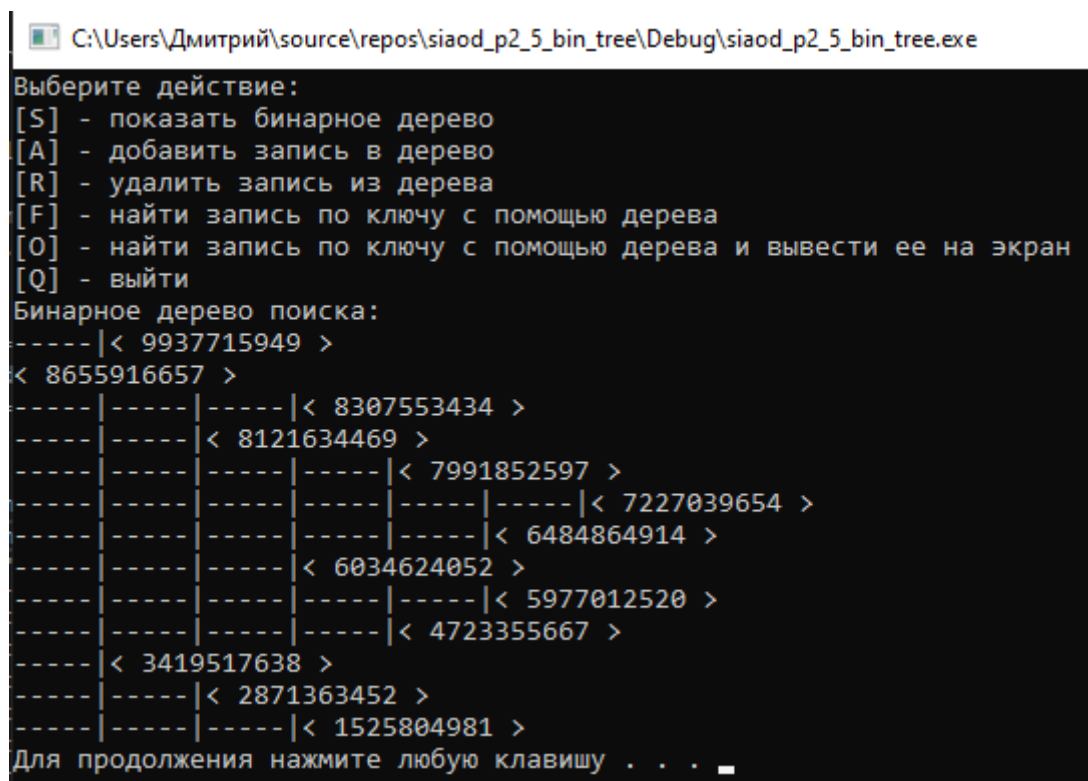 C:\Users\Дмитрий\source\repos\siaod_p2_5_bin_tree\Debug\siaod_p2_5_bin_tree.exe
Выберите действие:
[S] - показать бинарное дерево
[A] - добавить запись в дерево
[R] - удалить запись из дерева
[F] - найти запись по ключу с помощью дерева
[O] - найти запись по ключу с помощью дерева и вывести ее на экран
[Q] - выйти
Бинарное дерево поиска:
-----|< 9937715949 >
< 8655916657 >
-----|-----|-----|< 8307553434 >
-----|-----|< 8121634469 >
-----|-----|-----|-----|< 7991852597 >
-----|-----|-----|-----|-----|-----|< 7227039654 >
-----|-----|-----|-----|-----|< 6484864914 >
-----|-----|-----|< 6034624052 >
-----|-----|-----|-----|-----|< 5977012520 >
-----|-----|-----|-----|< 4723355667 >
-----|< 3419517638 >
-----|-----|< 2871363452 >
-----|-----|-----|< 1525804981 >
Для продолжения нажмите любую клавишу . . .